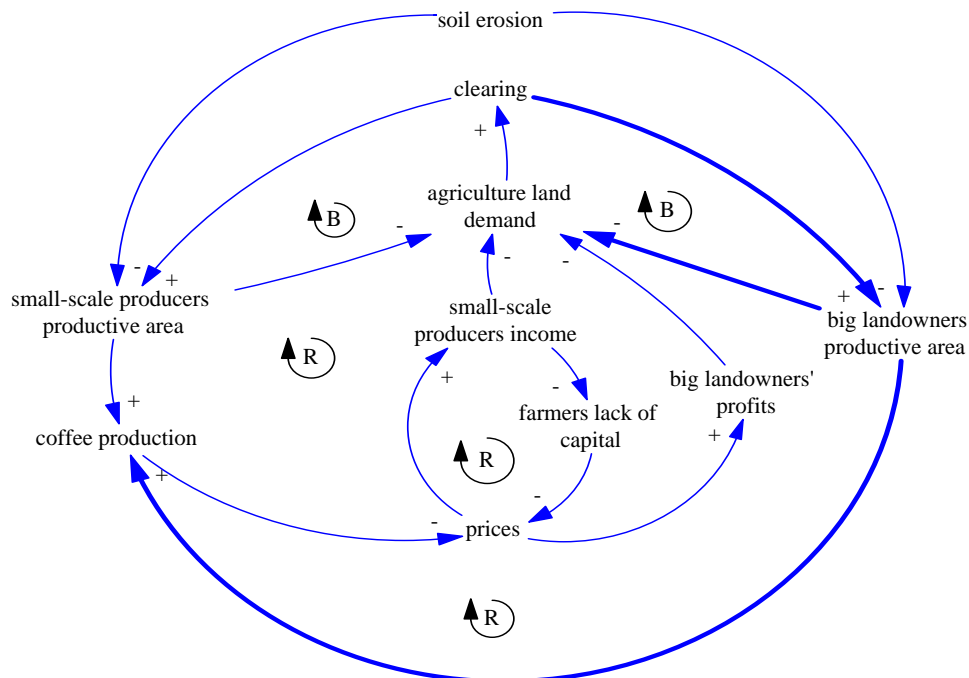 soil erosion
clearing
+
agriculture land
demand
B
B
-
-
-
-
-
+
-
+
small-scale producers
productive area
small-scale
producers income
big landowners
productive area
R
+
-
big landowners'
profits
+
farmers lack of
capital
coffee production
+
R
+
-
-
prices
R